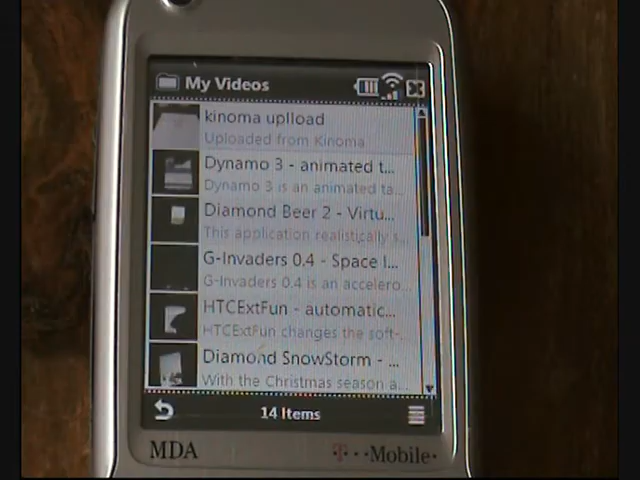 My Videos
kinoma uplload
Uploaded from Kinoma
Dynamo 3 - animated t...
Dynamo 3 is an animated ta...
Diamond Beer 2 - Virtu...
This application realistically s...
G-Invaders 0.4 - Space I...
G-Invaders 0.4 is an accelero...
HTCExtFun - automatic...
HTCExtFun changes the soft-...
Diamond SnowStorm - ...
With the Christmas season a...
14 Items
MDA
T··Mobile·